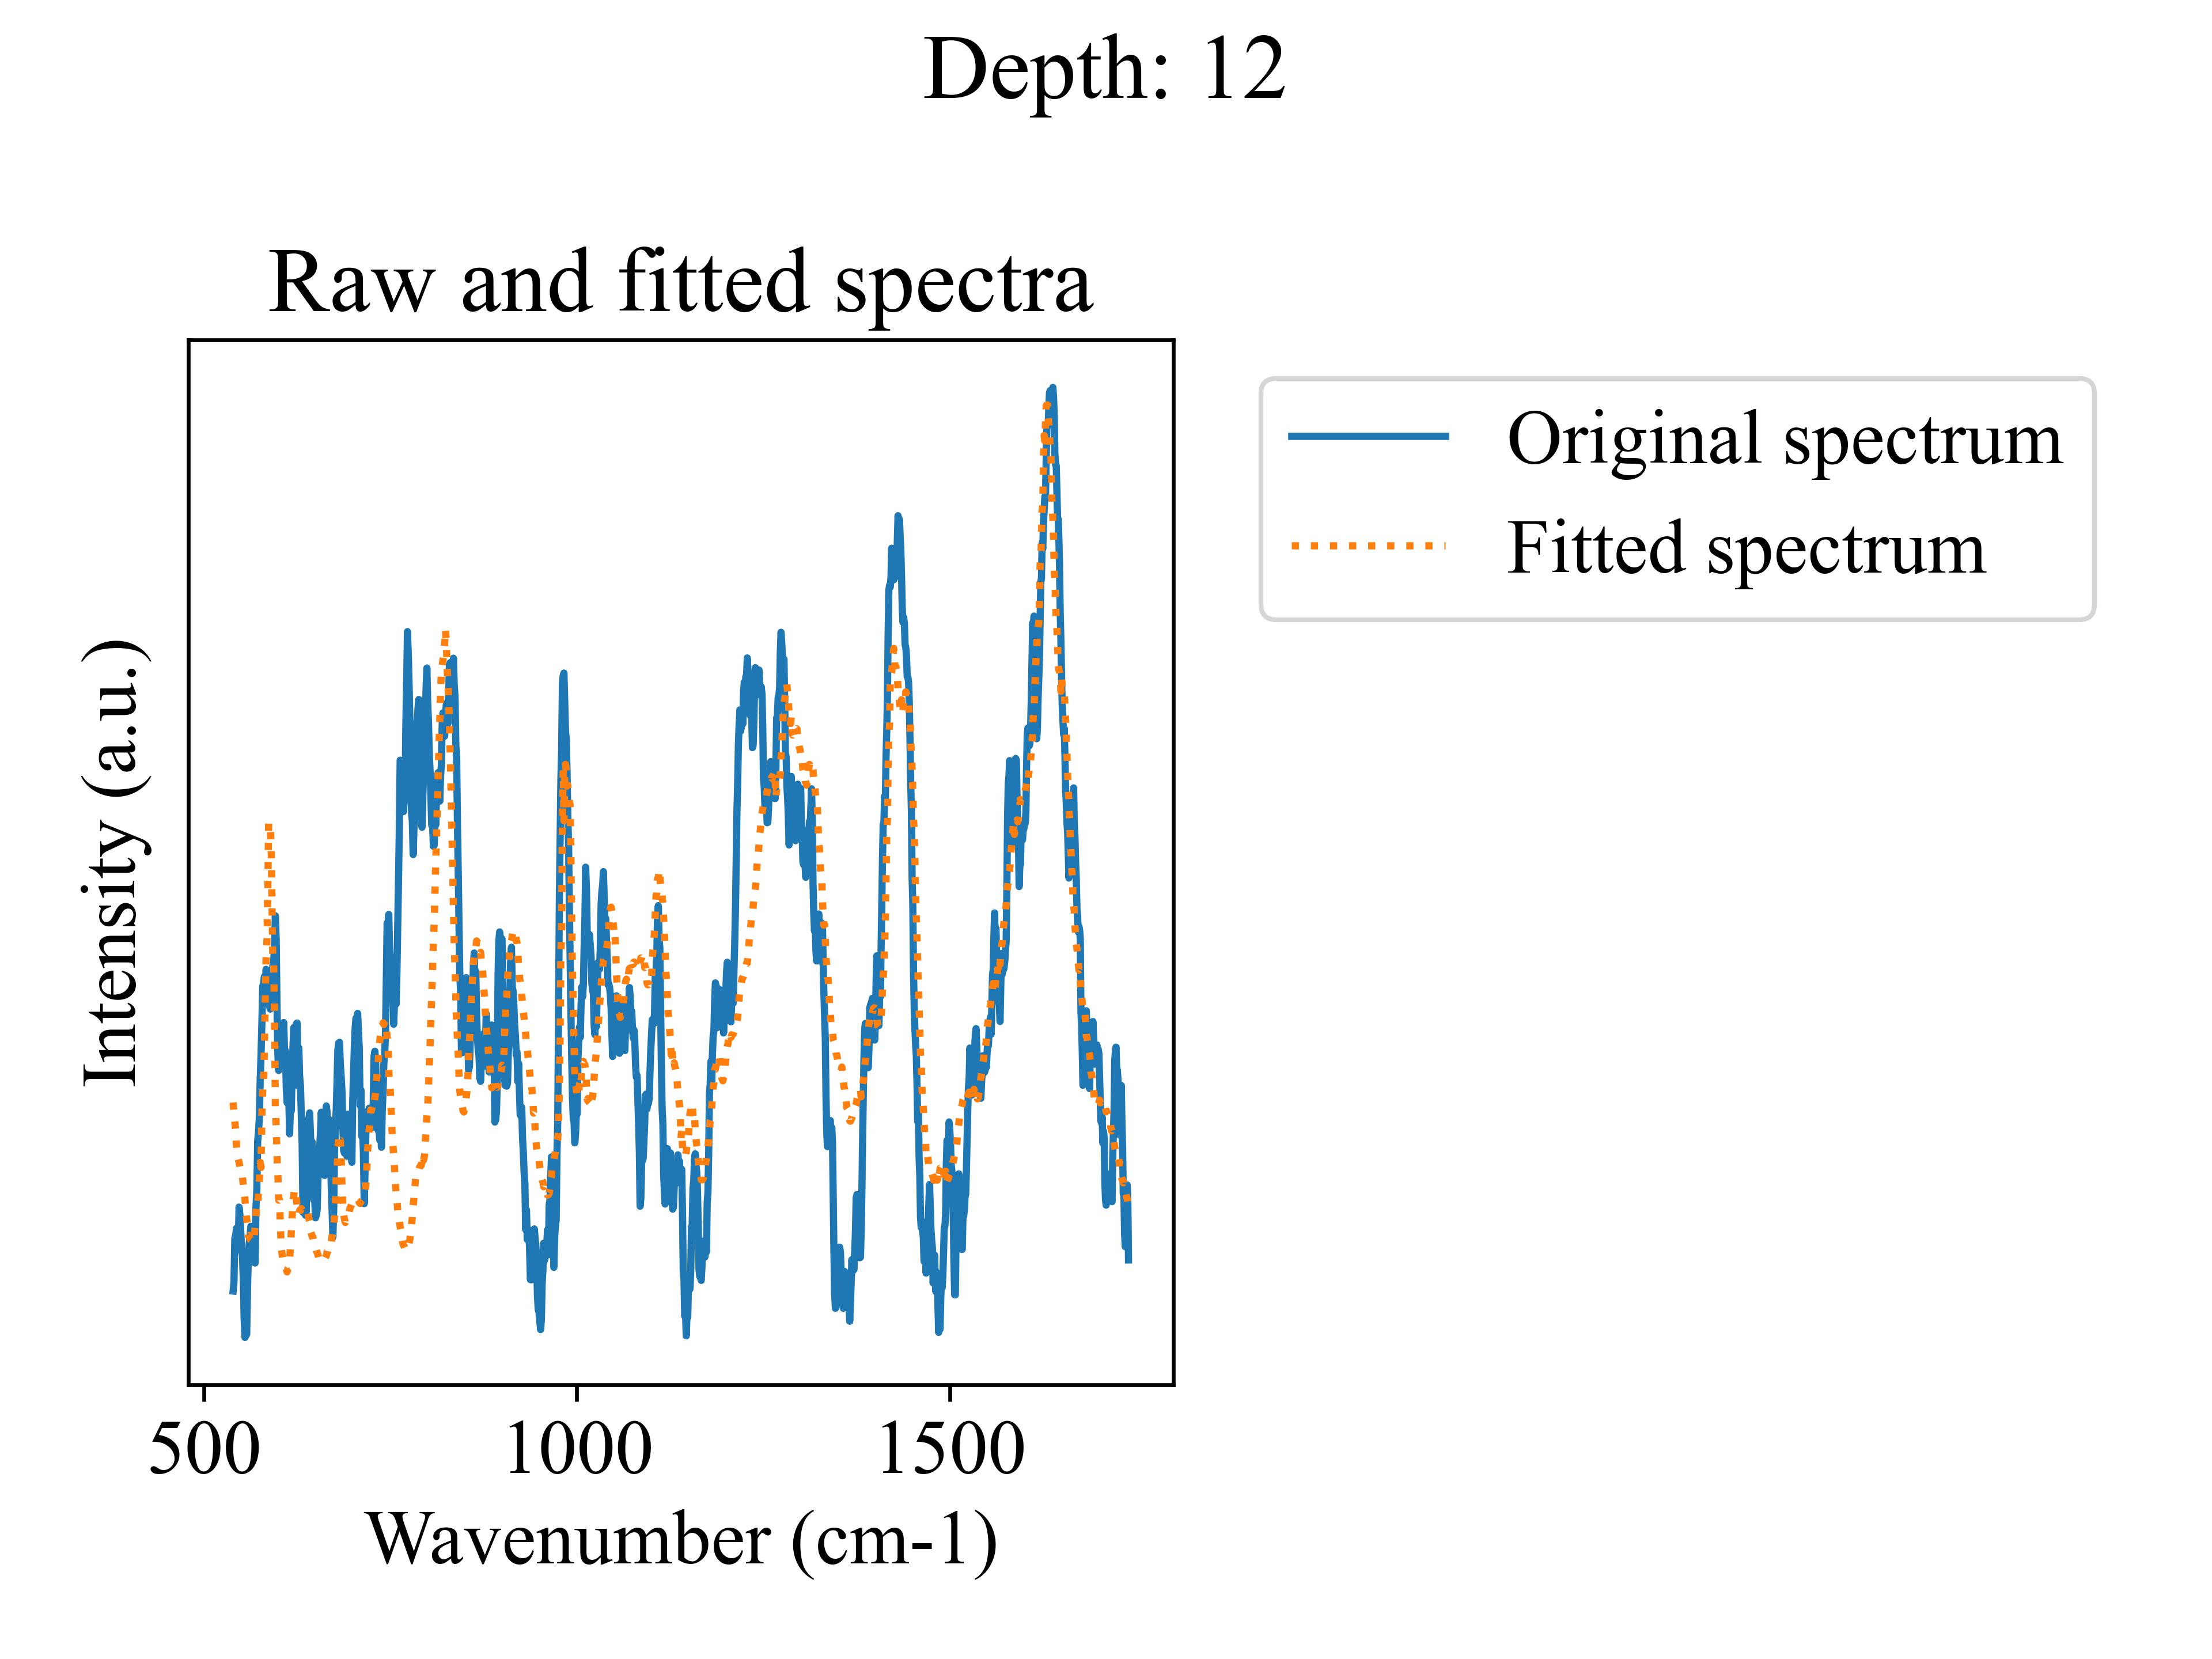 Depth: 12
Raw and fitted spectra
Original spectrum
Fitted spectrum
Intensity (a.u.)
500 1000 1500
Wavenumber (cm-1)